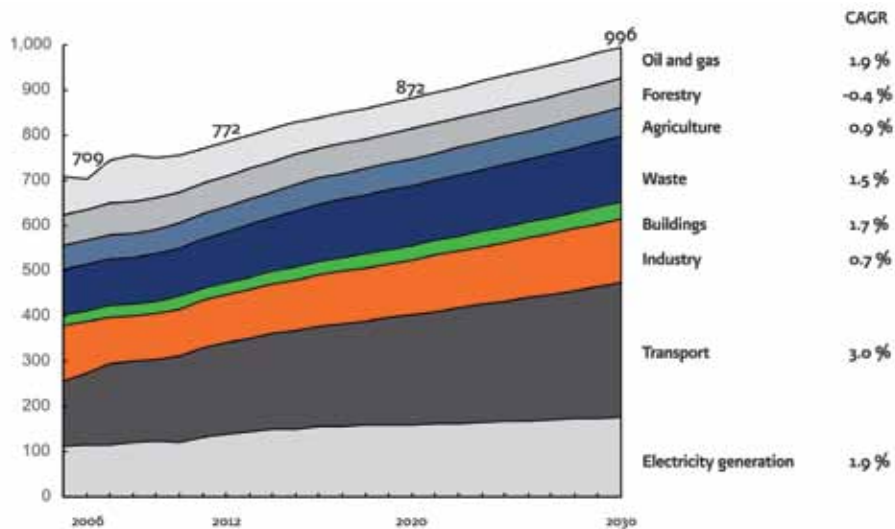 CAGR
1,000
900
800
700
600
500
400
300
200
100
0
709
772
872
996
2006
2012
2020
2030
Oil and gas 1.9 %
Forestry -0.4 %
Agriculture 0.9 %
Waste 1.5 %
Buildings 1.7 %
Industry 0.7 %
Transport 3.0 %
Electricity generation 1.9 %